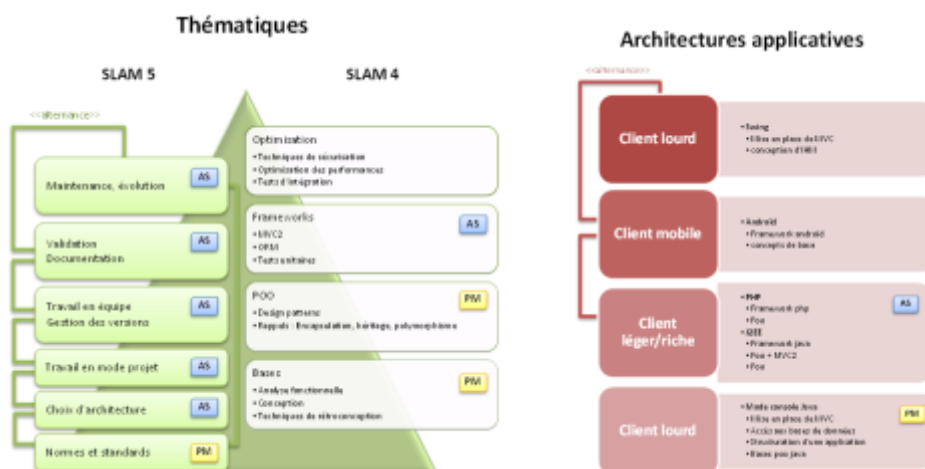 Thématiques
SLAM 5
SLAM 4
<<alternance>>
Maintenance, évolution
AS
Validation
Documentation
AS
Travail en équipe
Gestion des versions
AS
Travail en mode projet
AS
Choix d'architecture
AS
Normes et standards
PM
Optimisation
• Techniques de sécurisation
• Optimisation des performances
• Tests d'intégration
Frameworks
• MVC2
• ORM
• Tests unitaires
AS
POO
• Design patterns
• Rappels : Encapsulation, héritage, polymorphisme
PM
Bases
• Analyse fonctionnelle
• Conception
• Techniques de rétroconception
PM
Architectures applicatives
<<alternance>>
Client lourd
• Swing
• Mise en place de MVC
• conception d'IHM
Client mobile
• Android
• Framework android
• concepts de base
Client
léger/riche
• PHP
• Framework php
• Poo
• J2EE
• Framework java
• Poo + MVC2
• Poo
AS
Client lourd
• Mode console Java
• Mise en place de MVC
• Accès aux bases de données
• Structuration d'une application
• Bases poo java
PM